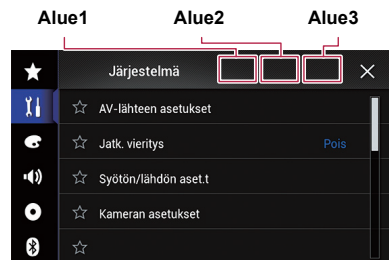 Alue1 Alue2 Alue3
Järjestelmä
AV-lähteen asetukset
Jatk. vieritys Pois
Syötön/lähdön aset.t
Kameran asetukset